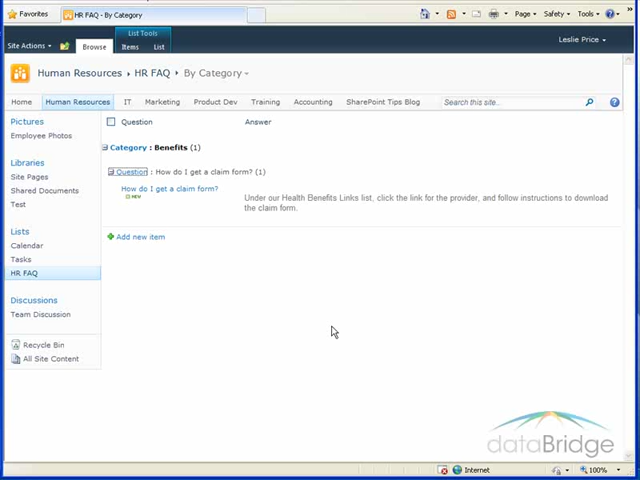 Favorites HR FAQ - By Category Page Safety Tools
List Tools
Site Actions Browse Items List Leslie Price
Human Resources HR FAQ By Category
Home Human Resources IT Marketing Product Dev Training Accounting SharePoint Tips Blog Search this site...
Pictures
Employee Photos
Libraries
Site Pages
Shared Documents
Test
Lists
Calendar
Tasks
HR FAQ
Discussions
Team Discussion
Recycle Bin
All Site Content
Question Answer
Category : Benefits (1)
Question : How do I get a claim form? (1)
How do I get a claim form?
NEW
Under our Health Benefits Links list, click the link for the provider, and follow instructions to download
the claim form.
Add new item
dataBridge
Internet 100%